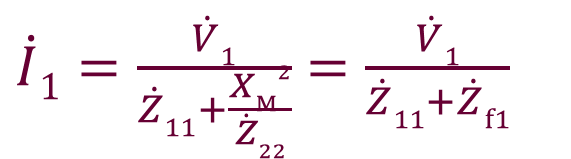 İ₁ = V̇₁ / (Ż₁₁ + X_M² / Ż₂₂) = V̇₁ / (Ż₁₁ + Ż_f1)